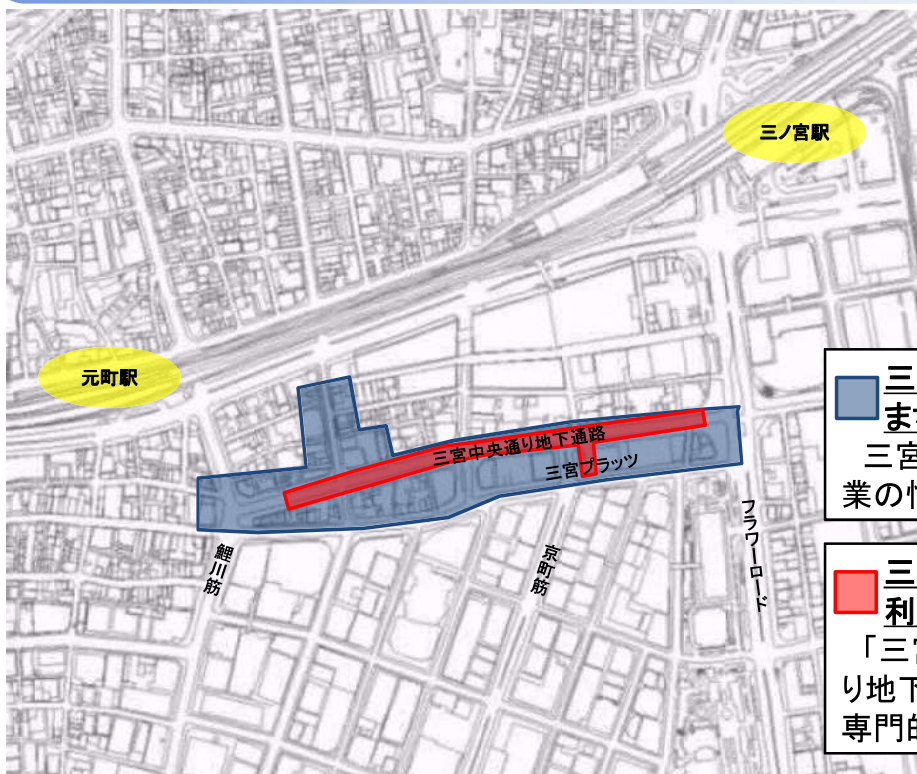 三ノ宮駅
元町駅
三宮中央通り地下通路
三宮プラッツ
鯉川筋
京町筋
フラワーロード
三
ま
三宮
業の
三
利
「三宮
り地下
専門的